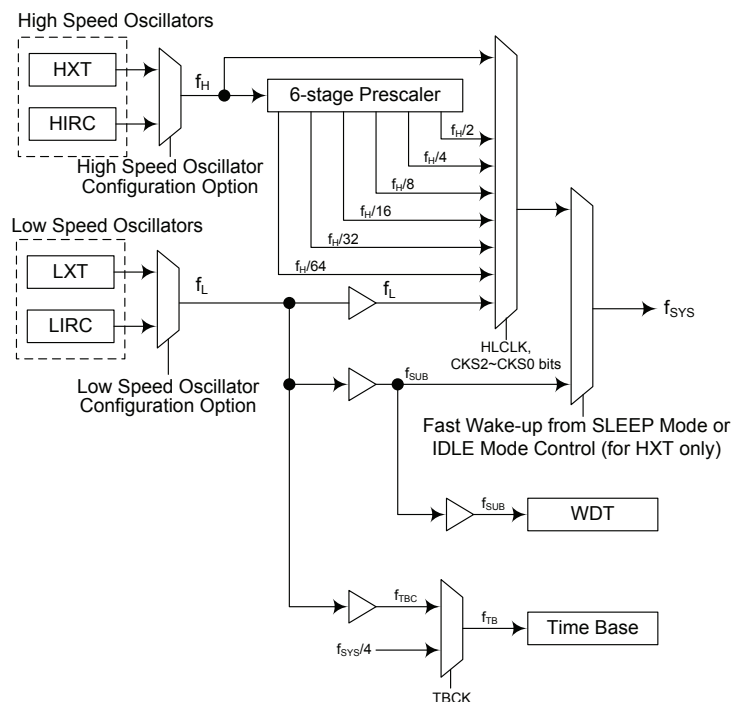 High Speed Oscillators
HXT
HIRC
fH
6-stage Prescaler
High Speed Oscillator
Configuration Option
fH/2
fH/4
fH/8
fH/16
fH/32
fH/64
Low Speed Oscillators
LXT
LIRC
fL
fL
Low Speed Oscillator
Configuration Option
HLCLK,
CKS2~CKS0 bits
fSYS
fSUB
Fast Wake-up from SLEEP Mode or
IDLE Mode Control (for HXT only)
fSUB
WDT
fTBC
fSYS/4
fTB
Time Base
TBCK